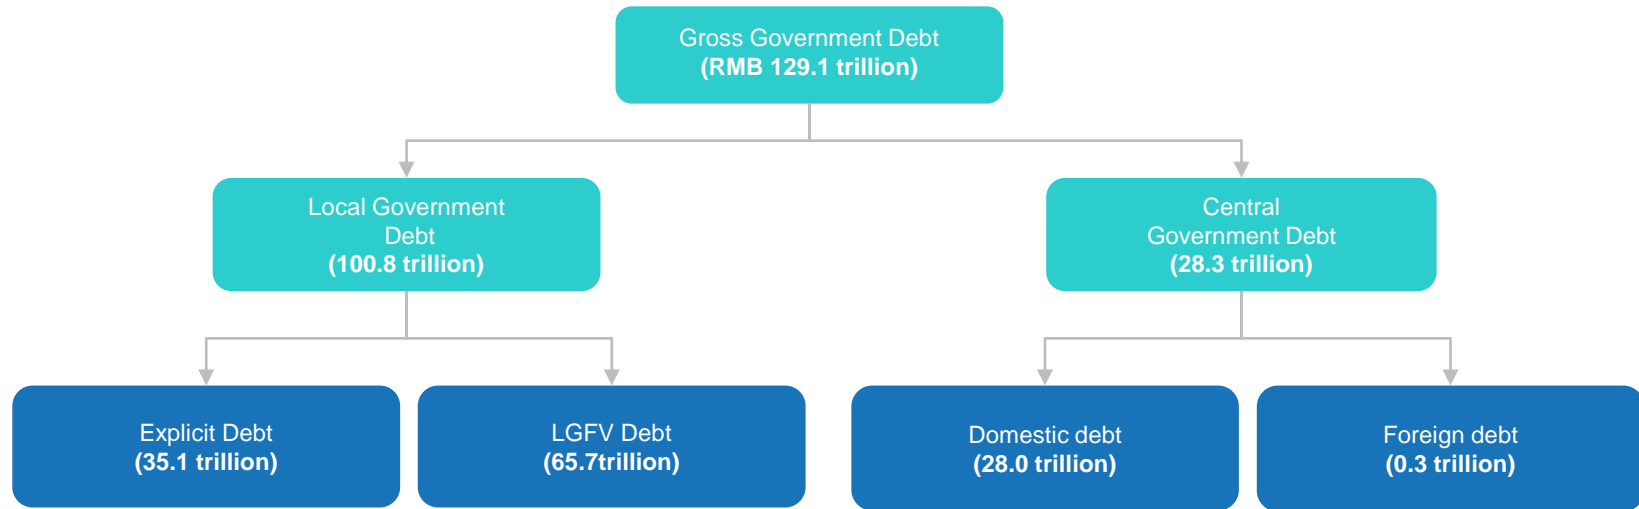 Gross Government Debt
(RMB 129.1 trillion)
Local Government
Debt
(100.8 trillion)
Central
Government Debt
(28.3 trillion)
Explicit Debt
(35.1 trillion)
LGFV Debt
(65.7trillion)
Domestic debt
(28.0 trillion)
Foreign debt
(0.3 trillion)